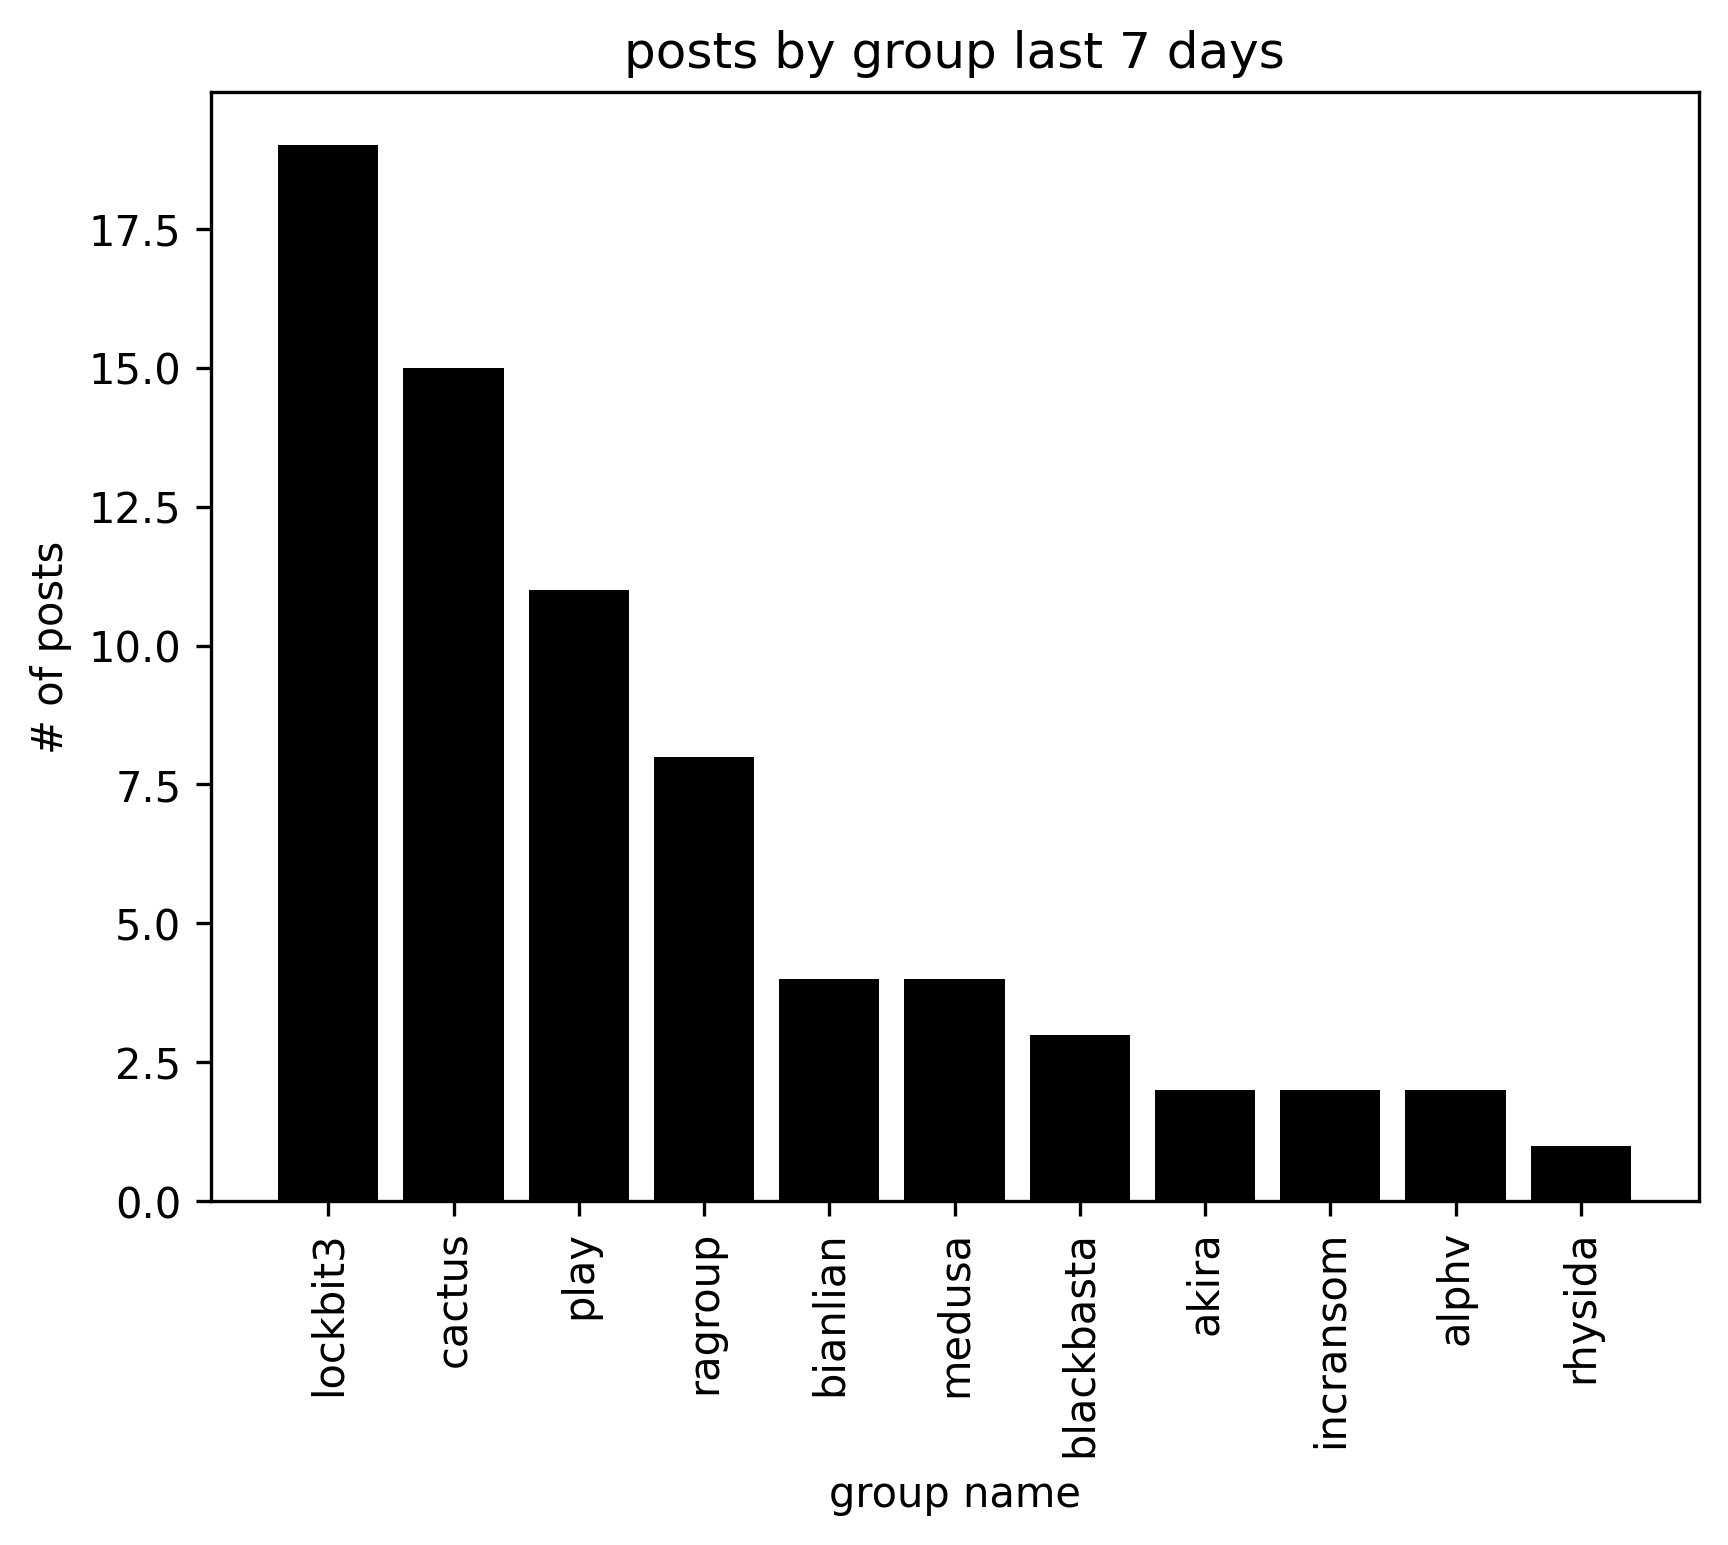 posts by group last 7 days
# of posts
17.5
15.0
12.5
10.0
7.5
5.0
2.5
0.0
lockbit3
cactus
play
ragroup
bianlian
medusa
blackbasta
akira
incransom
alphv
rhysida
group name